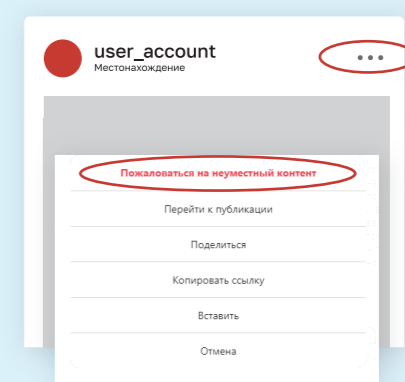 user_account
Местонахождение
Пожаловаться на неуместный контент
Перейти к публикации
Поделиться
Копировать ссылку
Вставить
Отмена